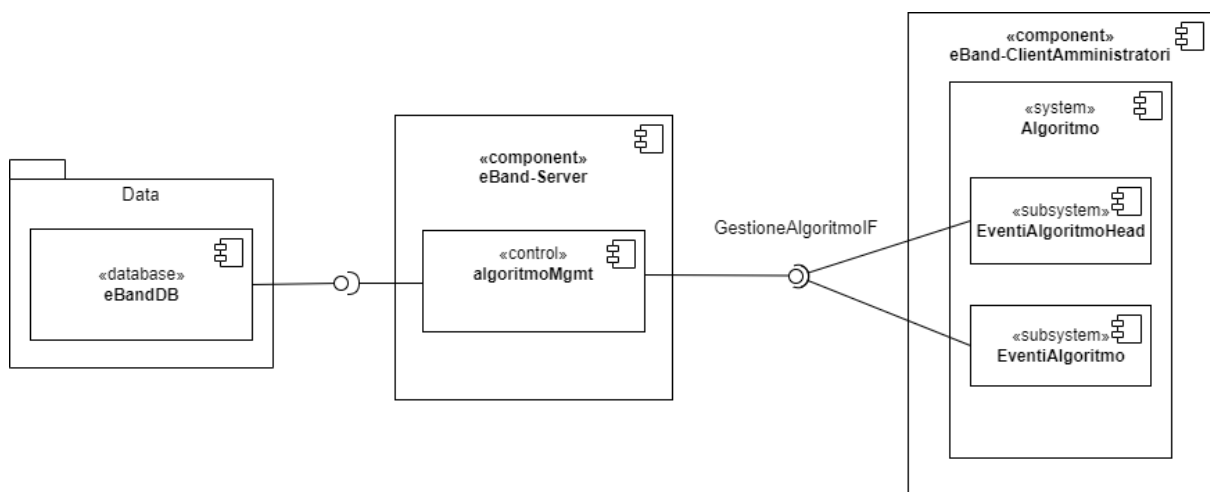 Data
«database»
eBandDB
«component»
eBand-Server
«control»
algoritmoMgmt
GestioneAlgoritmoIF
«component»
eBand-ClientAmministratori
«system»
Algoritmo
«subsystem»
EventiAlgoritmoHead
«subsystem»
EventiAlgoritmo